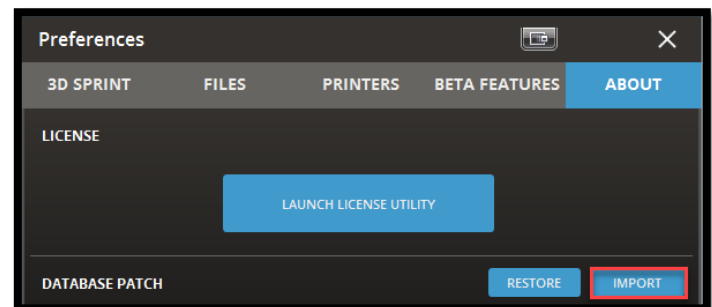 Preferences
3D SPRINT FILES PRINTERS BETA FEATURES ABOUT
LICENSE
LAUNCH LICENSE UTILITY
DATABASE PATCH RESTORE IMPORT